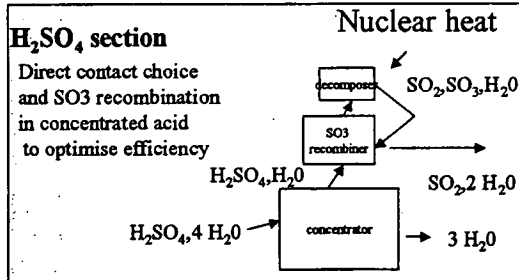 Nuclear heat
H₂SO₄ section
Direct contact choice
and SO3 recombination
in concentrated acid
to optimise efficiency
decomposer
SO₂,SO₃,H₂0
SO3
recombiner
H₂SO₄,H₂0
SO₂,2 H₂0
H₂SO₄,4 H₂0
concentrator
3 H₂0